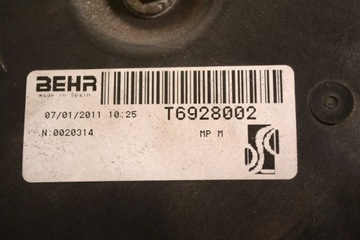 BEHR
made in Spain
07/01/2011 10:25 T6928002
N:0020314 MP M